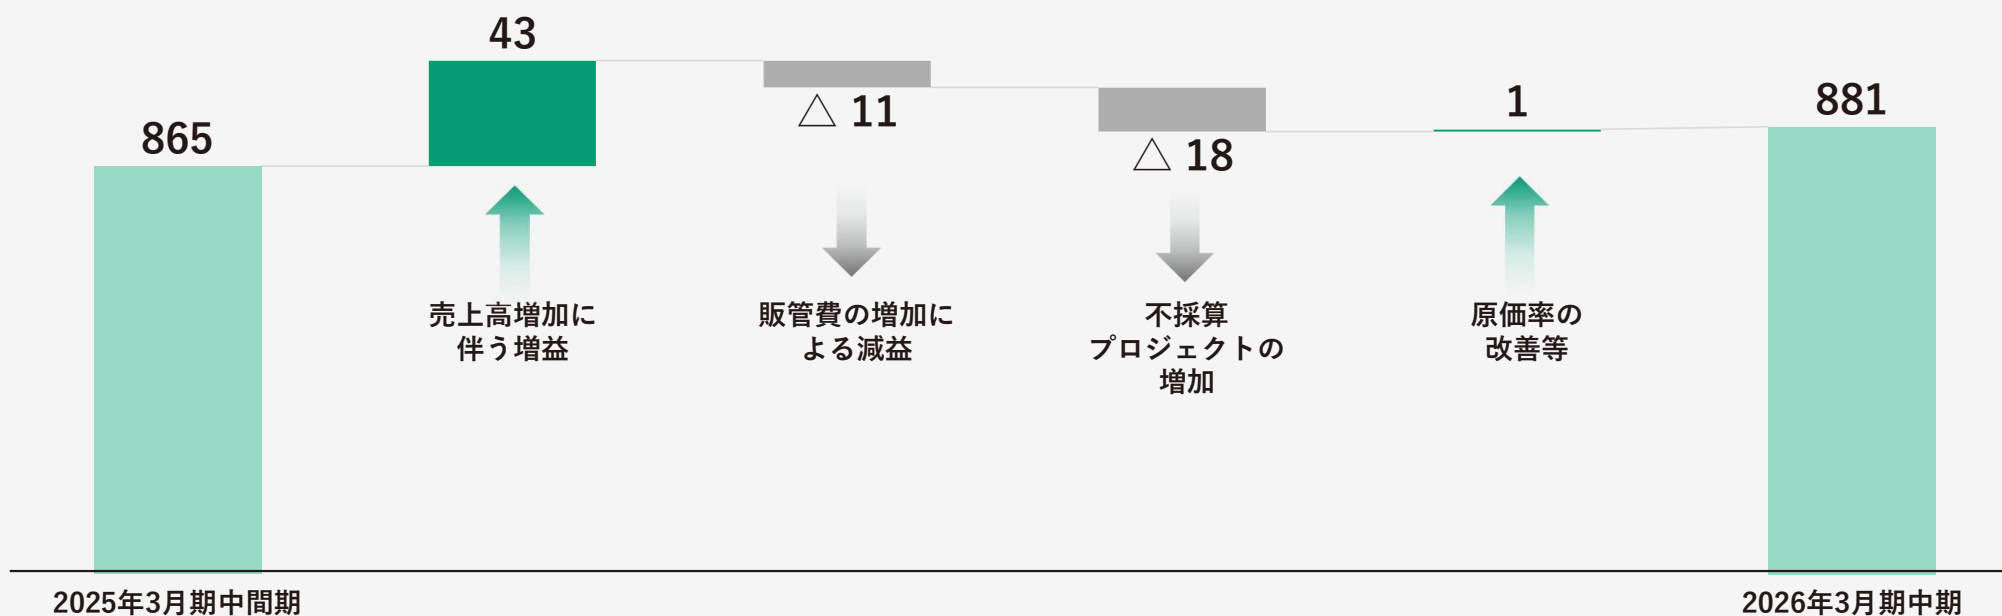 865
43
△ 11
△ 18
1
881
売上高増加に
伴う増益
販管費の増加に
よる減益
不採算
プロジェクトの
増加
原価率の
改善等
2025年3月期中間期
2026年3月期中期